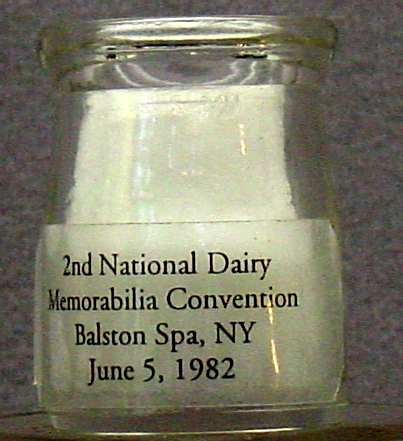 2nd National Dairy
Memorabilia Convention
Balston Spa, NY
June 5, 1982